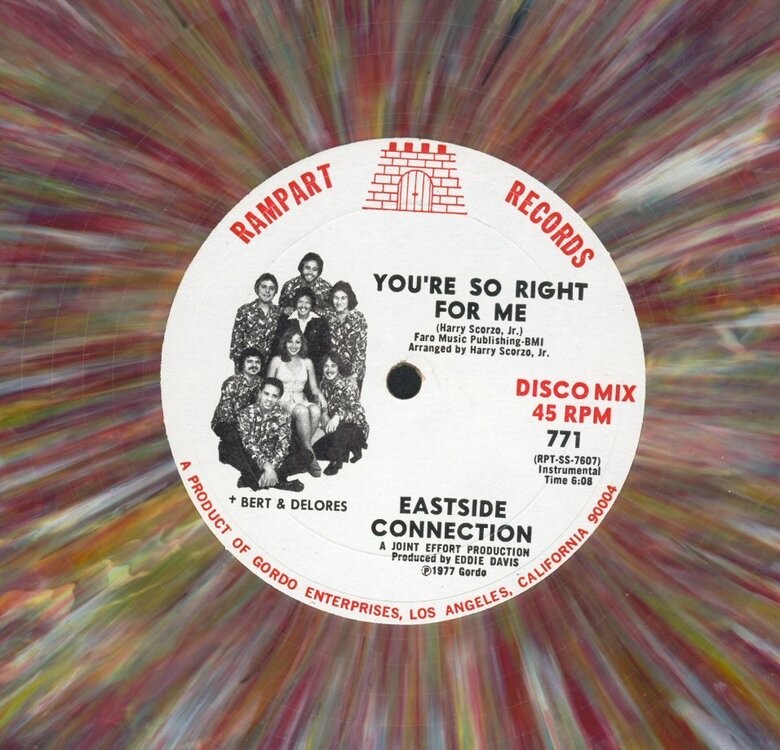 RAMPART RECORDS
YOU'RE SO RIGHT
FOR ME
(Harry Scorzo, Jr.)
Faro Music Publishing-BMI
Arranged by Harry Scorzo, Jr.
DISCO MIX
45 RPM
771
(RPT-SS-7607)
Instrumental
Time 6:08
+ BERT & DELORES
EASTSIDE
CONNECTION
A JOINT EFFORT PRODUCTION
Produced by EDDIE DAVIS
℗1977 Gordo
A PRODUCT OF GORDO ENTERPRISES, LOS ANGELES, CALIFORNIA 90004